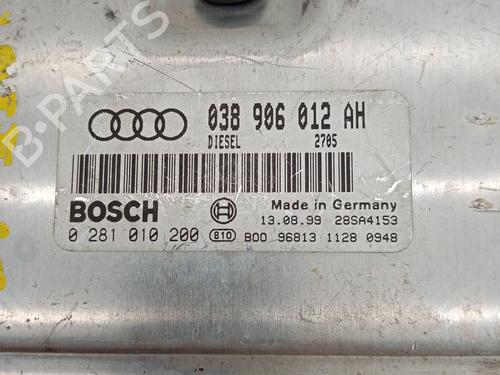 038 906 012 AH
DIESEL 2705
BOSCH
Made in Germany
13.08.99 28SA4153
0 281 010 200 810 B00 96813 1128 0948
B-PARTS